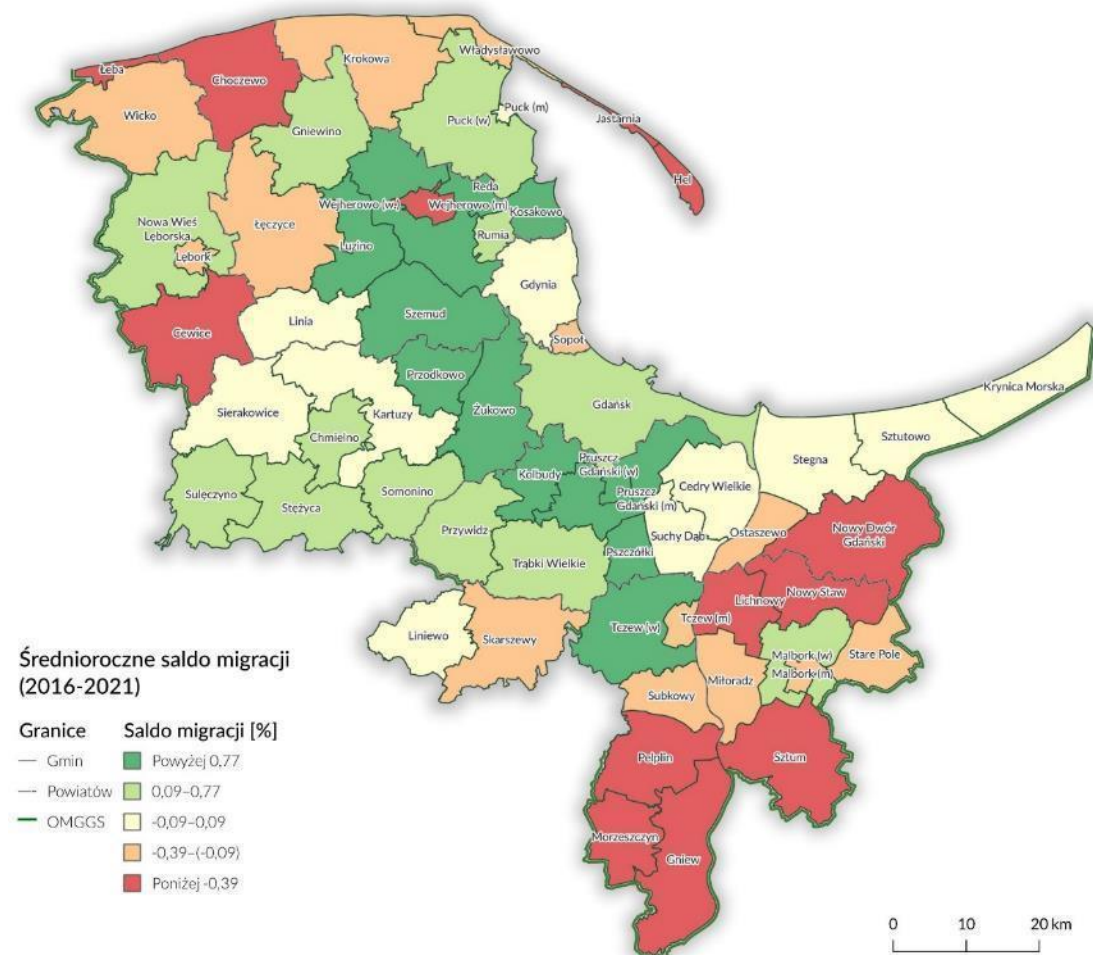 Łeba
Choczewo
Krokowa
Władysławowo
Wicko
Gniewino
Puck (w)
Puck (m)
Jastarnia
Hel
Reda
Wejherowo (w)
Wejherowo (m)
Kosakowo
Nowa Wieś
Lęborska
Łęczyce
Luzino
Rumia
Lębork
Gdynia
Cewice
Linia
Szemud
Sopot
Przodkowo
Krynica Morska
Sierakowice
Kartuzy
Żukowo
Gdańsk
Chmielno
Sztutowo
Stegna
Kolbudy
Pruszcz
Gdański (w)
Cedry Wielkie
Sulęczyno
Stężyca
Somonino
Pruszcz
Gdański (m)
Przywidz
Suchy Dąb
Ostaszewo
Nowy Dwór
Gdański
Pszczółki
Trąbki Wielkie
Lichnowy
Nowy Staw
Liniewo
Skarszewy
Tczew (w)
Tczew (m)
Malbork (w)
Stare Pole
Malbork (m)
Miłoradz
Subkowy
Pelplin
Sztum
Morzeszczyn
Gniew
Średnioroczne saldo migracji
(2016-2021)
Granice
Gmin
Powiatów
OMGGS
Saldo migracji [%]
Powyżej 0,77
0,09–0,77
-0,09–0,09
-0,39–(-0,09)
Poniżej -0,39
0 10 20 km